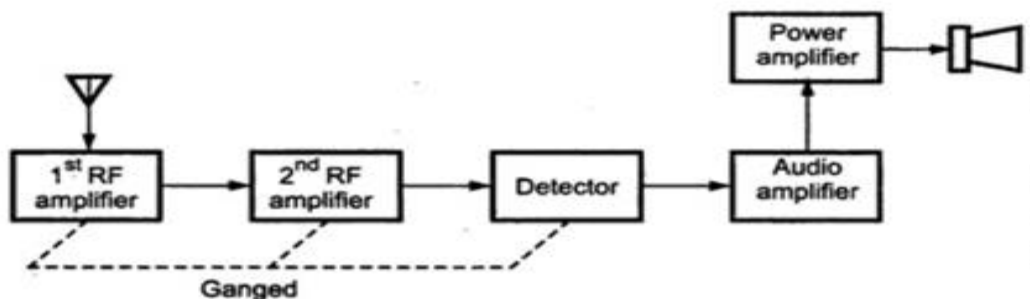 Power
amplifier
1st RF
amplifier
2nd RF
amplifier
Detector
Audio
amplifier
Ganged